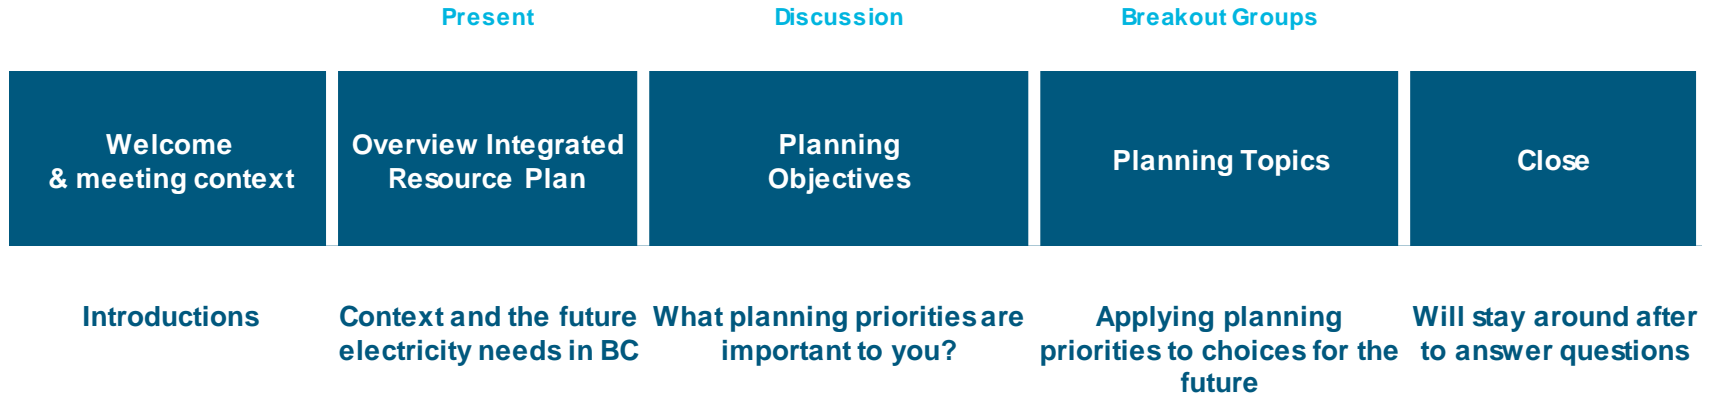 Present
Discussion
Breakout Groups
Welcome
& meeting context
Overview Integrated
Resource Plan
Planning
Objectives
Planning Topics
Close
Introductions
Context and the future
electricity needs in BC
What planning priorities are
important to you?
Applying planning
priorities to choices for the
future
Will stay around after
to answer questions